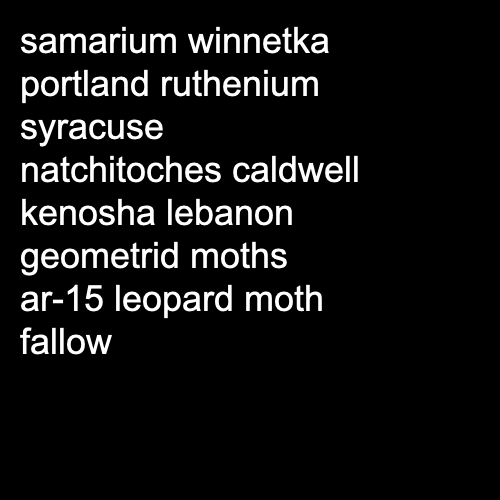 samarium winnetka
portland ruthenium
syracuse
natchitoches caldwell
kenosha lebanon
geometrid moths
ar-15 leopard moth
fallow